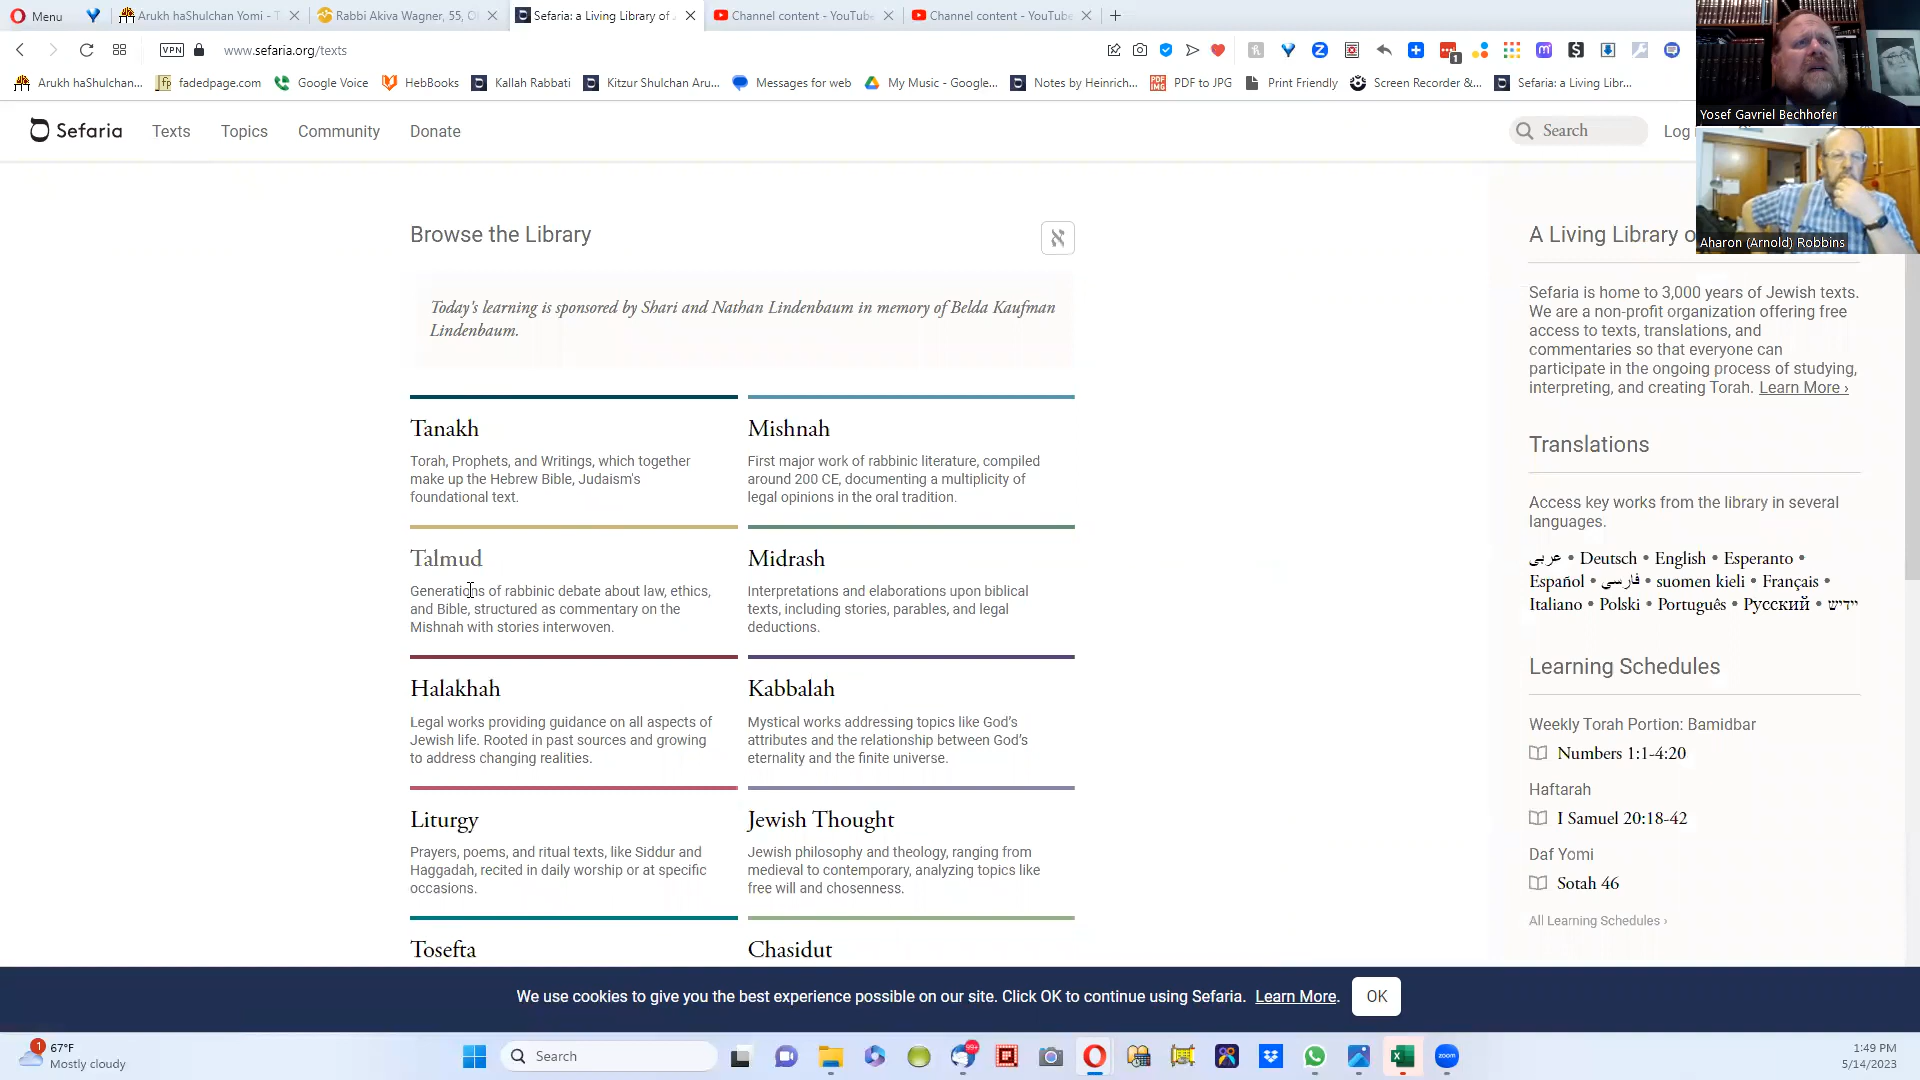 Menu
Arukh haShulchan Yomi - T
Rabbi Akiva Wagner, 55, O
Sefaria: a Living Library of
Channel content - YouTube
Channel content - YouTube
VPN
www.sefaria.org/texts
1
Arukh haShulchan...
fadedpage.com
Google Voice
HebBooks
Kallah Rabbati
Kitzur Shulchan Aru...
Messages for web
My Music - Google...
Notes by Heinrich...
PDF to JPG
Print Friendly
Screen Recorder &...
Sefaria: a Living Libr...
Yosef Gavriel Bechhofer
Sefaria
Texts
Topics
Community
Donate
Search
Log
Aharon (Arnold) Robbins
Browse the Library
א
Today's learning is sponsored by Shari and Nathan Lindenbaum in memory of Belda Kaufman
Lindenbaum.
Tanakh
Torah, Prophets, and Writings, which together
make up the Hebrew Bible, Judaism's
foundational text.
Mishnah
First major work of rabbinic literature, compiled
around 200 CE, documenting a multiplicity of
legal opinions in the oral tradition.
Talmud
Generations of rabbinic debate about law, ethics,
and Bible, structured as commentary on the
Mishnah with stories interwoven.
Midrash
Interpretations and elaborations upon biblical
texts, including stories, parables, and legal
deductions.
Halakhah
Legal works providing guidance on all aspects of
Jewish life. Rooted in past sources and growing
to address changing realities.
Kabbalah
Mystical works addressing topics like God's
attributes and the relationship between God's
eternality and the finite universe.
Liturgy
Prayers, poems, and ritual texts, like Siddur and
Haggadah, recited in daily worship or at specific
occasions.
Jewish Thought
Jewish philosophy and theology, ranging from
medieval to contemporary, analyzing topics like
free will and chosenness.
Tosefta
Chasidut
A Living Library o
Sefaria is home to 3,000 years of Jewish texts.
We are a non-profit organization offering free
access to texts, translations, and
commentaries so that everyone can
participate in the ongoing process of studying,
interpreting, and creating Torah. Learn More ›
Translations
Access key works from the library in several
languages.
عربى • Deutsch • English • Esperanto •
Español • فارسی • suomen kieli • Français •
Italiano • Polski • Português • Русский • יידיש
Learning Schedules
Weekly Torah Portion: Bamidbar
Numbers 1:1-4:20
Haftarah
I Samuel 20:18-42
Daf Yomi
Sotah 46
All Learning Schedules ›
We use cookies to give you the best experience possible on our site. Click OK to continue using Sefaria. Learn More.
OK
1
67°F
Mostly cloudy
Search
99+
zoom
1:49 PM
5/14/2023